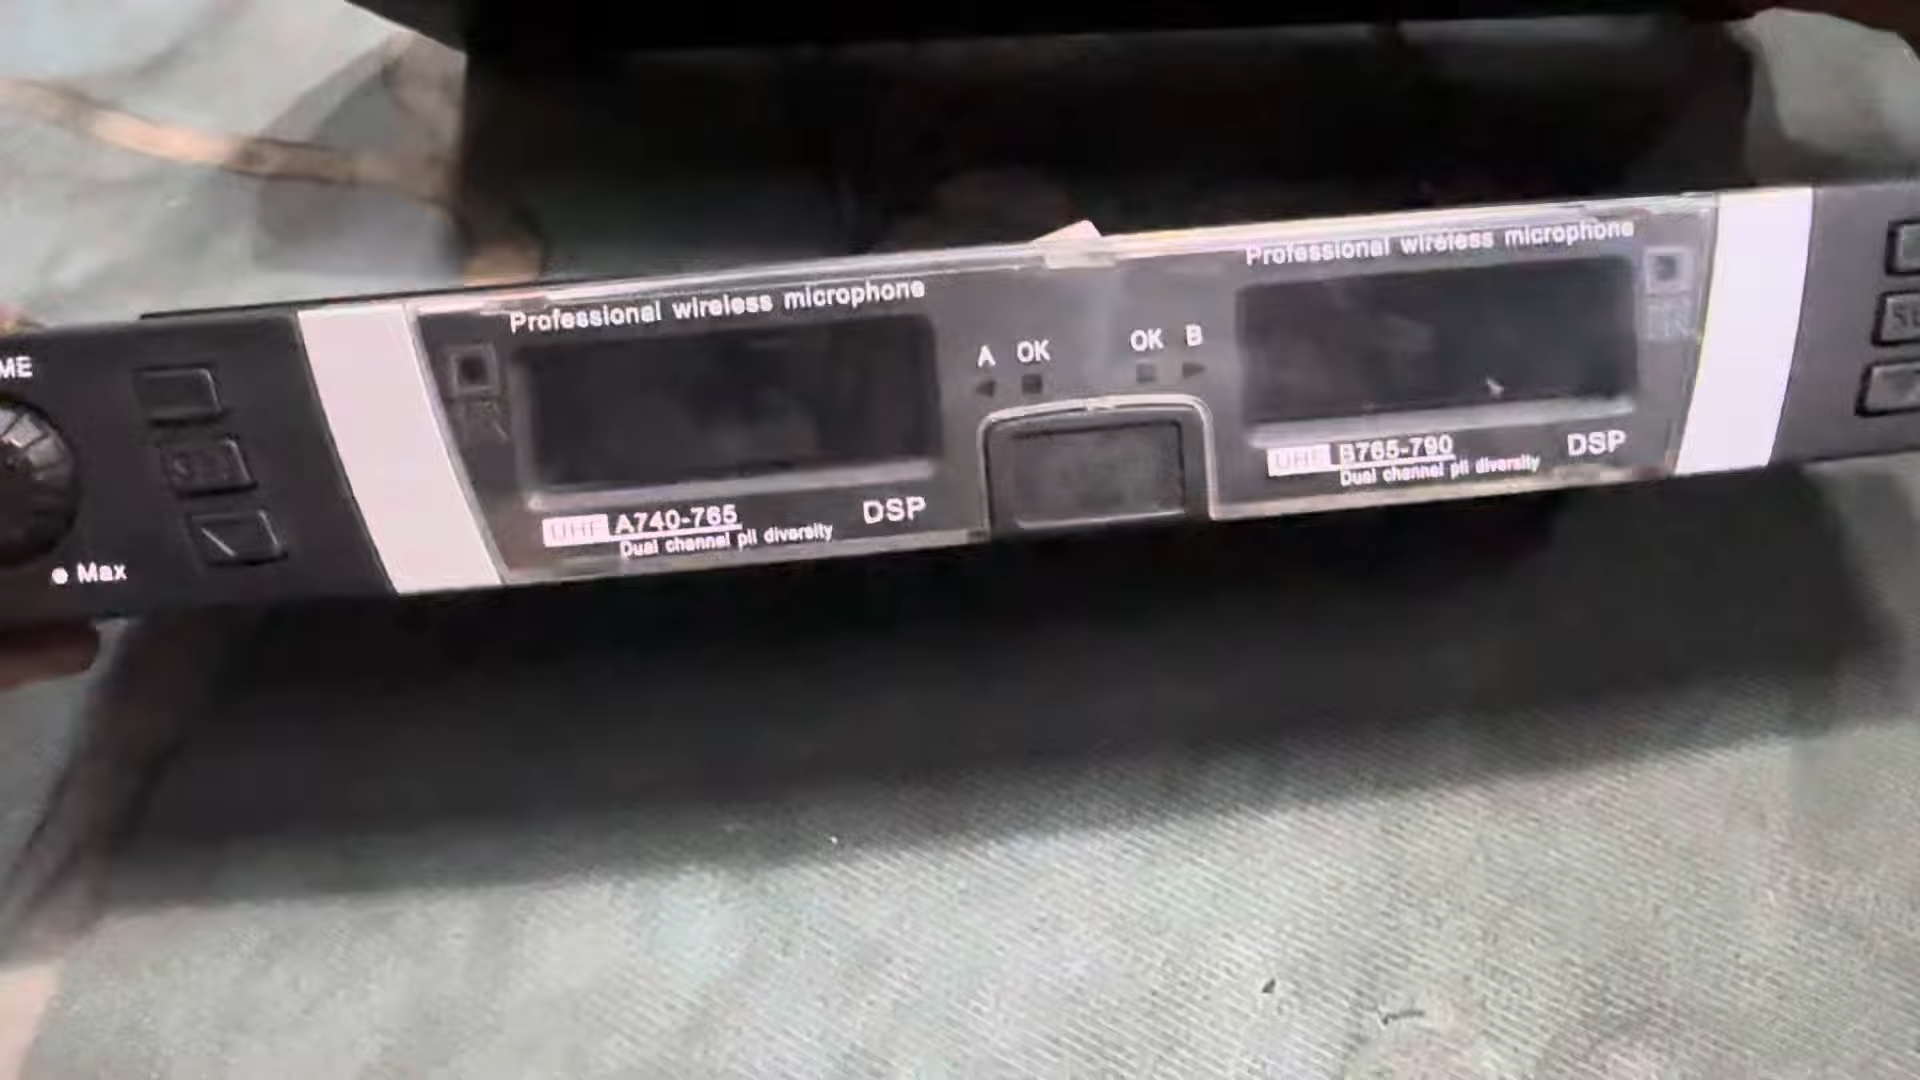 ME
Max
Professional wireless microphone
UHF A740-765
Dual channel pll diversity
DSP
A OK
OK B
Professional wireless microphone
UHF B765-790
Dual channel pll diversity
DSP